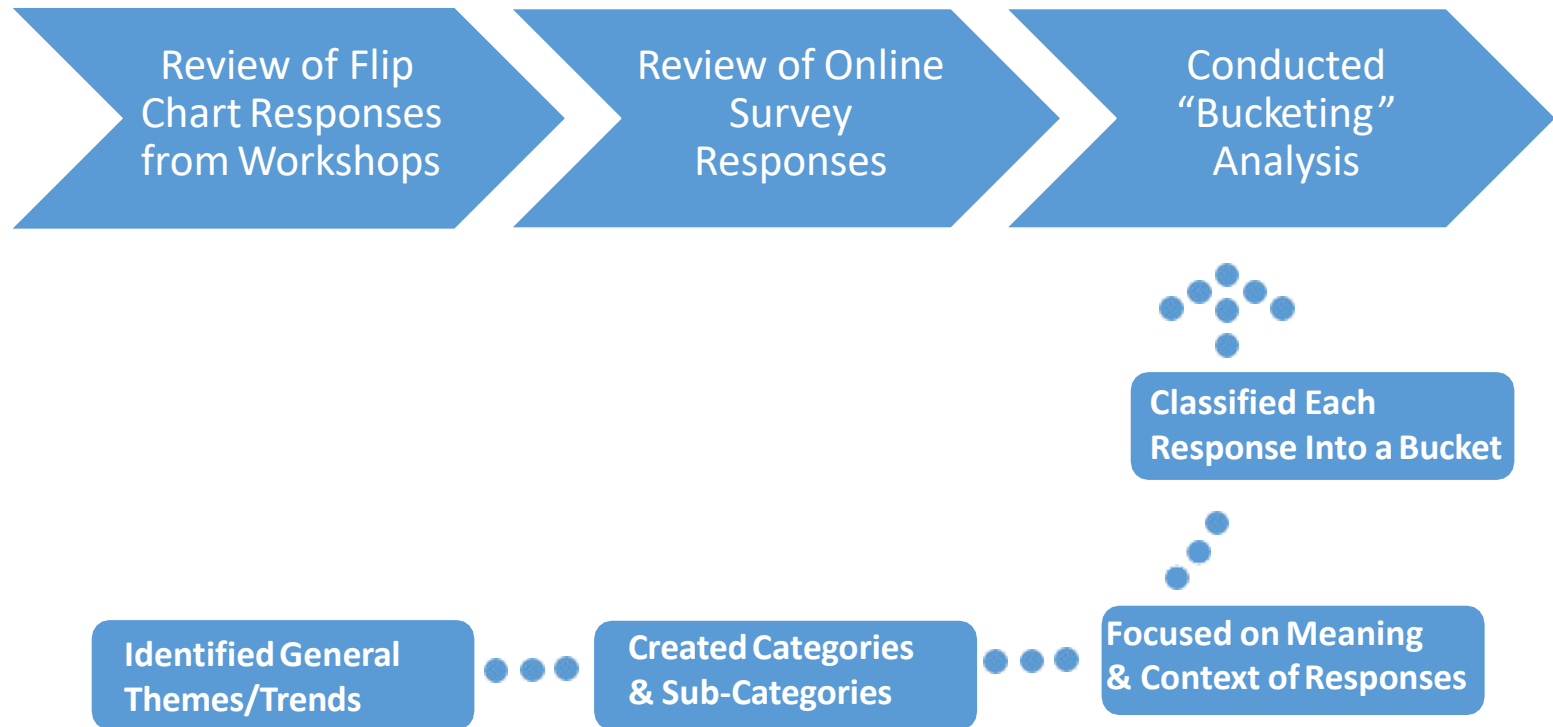 Review of Flip
Chart Responses
from Workshops
Review of Online
Survey
Responses
Conducted
“Bucketing”
Analysis
Classified Each
Response Into a Bucket
Identified General
Themes/Trends
Created Categories
& Sub-Categories
Focused on Meaning
& Context of Responses